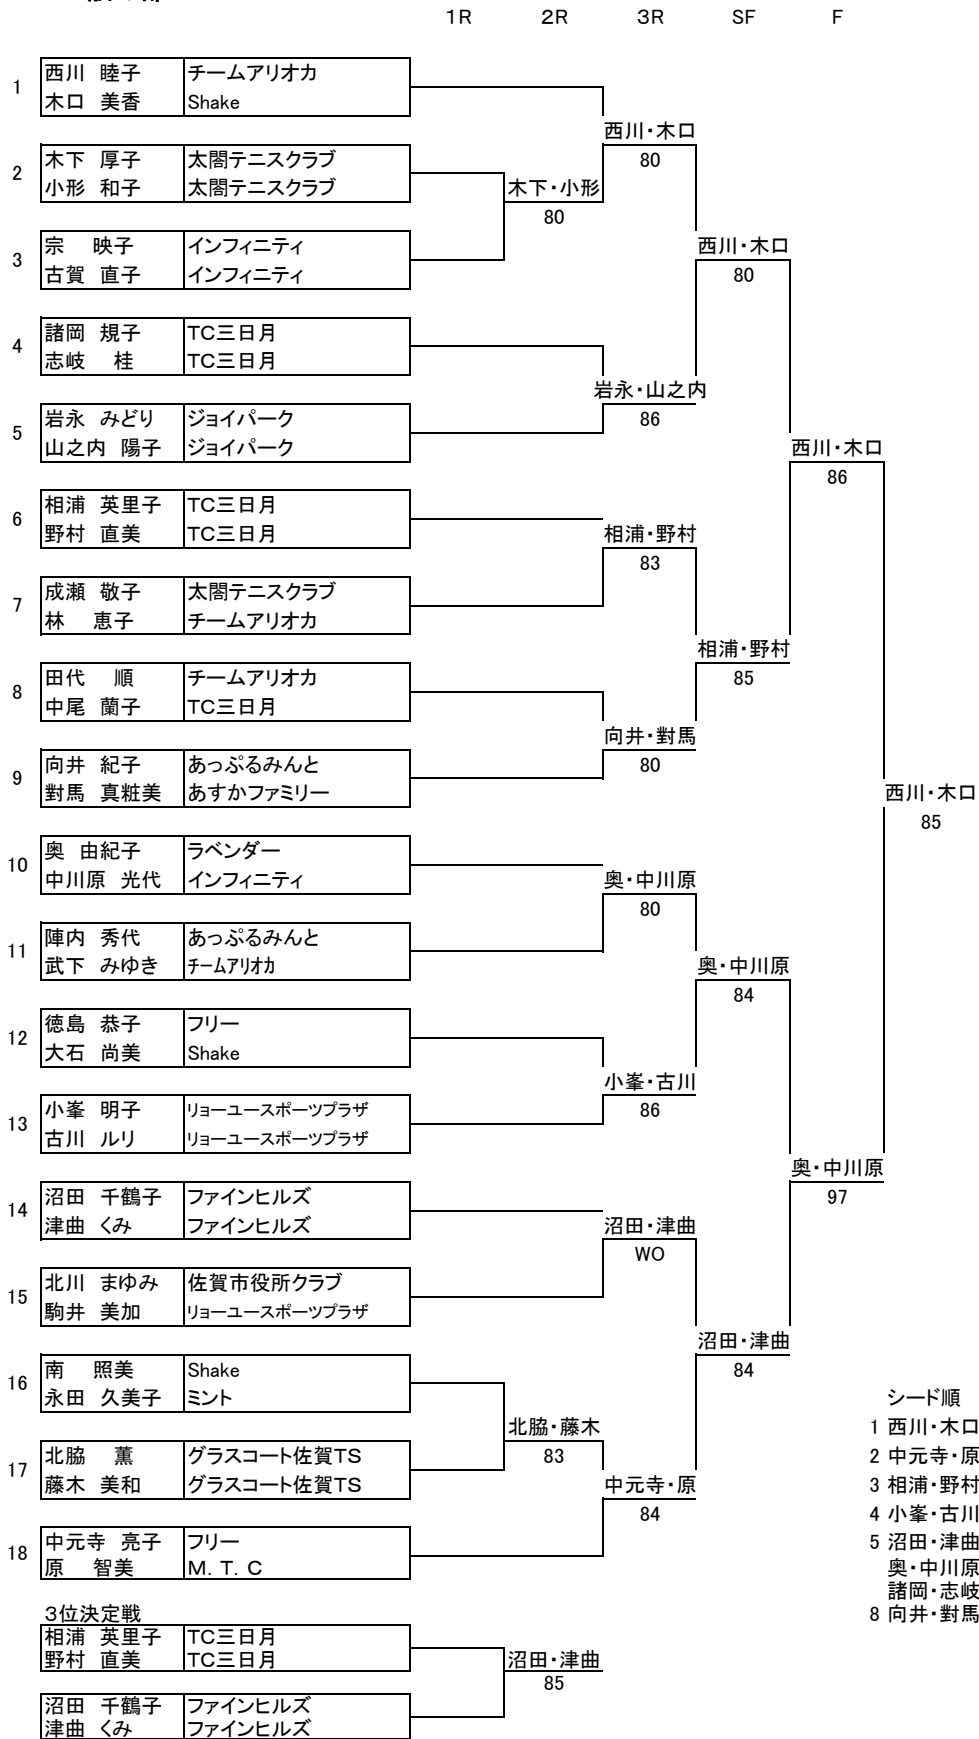 1R 2R 3R SF F
1 西川 睦子 チームアリオカ
木口 美香 Shake
西川・木口
80
2 木下 厚子 太閤テニスクラブ
小形 和子 太閤テニスクラブ
木下・小形
80
3 宗 映子 インフィニティ
古賀 直子 インフィニティ
西川・木口
80
4 諸岡 規子 TC三日月
志岐 桂 TC三日月
岩永・山之内
86
5 岩永 みどり ジョイパーク
山之内 陽子 ジョイパーク
西川・木口
86
6 相浦 英里子 TC三日月
野村 直美 TC三日月
相浦・野村
83
7 成瀬 敬子 太閤テニスクラブ
林 恵子 チームアリオカ
相浦・野村
85
8 田代 順 チームアリオカ
中尾 蘭子 TC三日月
向井・對馬
80
9 向井 紀子 あっぷるみんと
對馬 真粧美 あすかファミリー
西川・木口
85
10 奥 由紀子 ラベンダー
中川原 光代 インフィニティ
奥・中川原
80
11 陣内 秀代 あっぷるみんと
武下 みゆき チームアリオカ
奥・中川原
84
12 徳島 恭子 フリー
大石 尚美 Shake
小峯・古川
86
13 小峯 明子 リョーユースポーツプラザ
古川 ルリ リョーユースポーツプラザ
奥・中川原
97
14 沼田 千鶴子 ファインヒルズ
津曲 くみ ファインヒルズ
沼田・津曲
WO
15 北川 まゆみ 佐賀市役所クラブ
駒井 美加 リョーユースポーツプラザ
沼田・津曲
84
16 南 照美 Shake
永田 久美子 ミント
北脇・藤木
83
17 北脇 薫 グラスコート佐賀TS
藤木 美和 グラスコート佐賀TS
中元寺・原
84
18 中元寺 亮子 フリー
原 智美 M.T.C
シード順
1 西川・木口
2 中元寺・原
3 相浦・野村
4 小峯・古川
5 沼田・津曲
奥・中川原
諸岡・志岐
8 向井・對馬
3位決定戦
相浦 英里子 TC三日月
野村 直美 TC三日月
沼田・津曲
85
沼田 千鶴子 ファインヒルズ
津曲 くみ ファインヒルズ